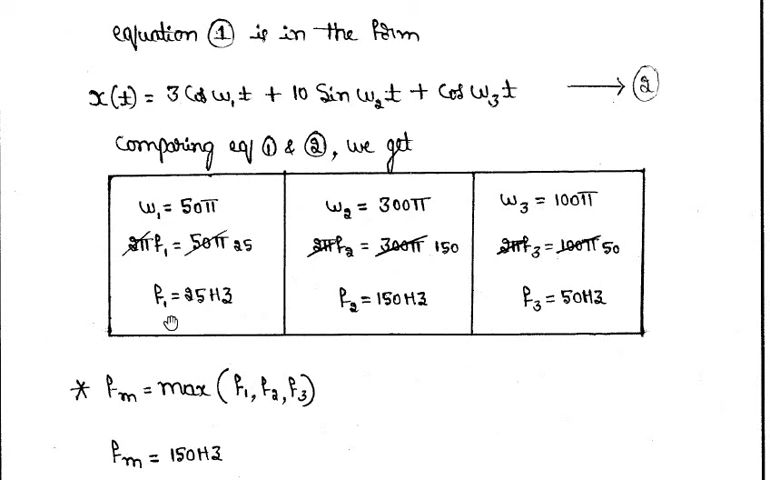 equation ① is in the form
x(t) = 3 Cos ω₁t + 10 Sin ω₂t + Cos ω₃t ⟶ ②
Comparing eq ① & ②, we get
ω₁ = 50π
ω₂ = 300π
ω₃ = 100π
2πf₁ = 50π 25
2πf₂ = 300π 150
2πf₃ = 100π 50
f₁ = 25Hz
f₂ = 150Hz
f₃ = 50Hz
* fm = max (f₁, f₂, f₃)
fm = 150Hz